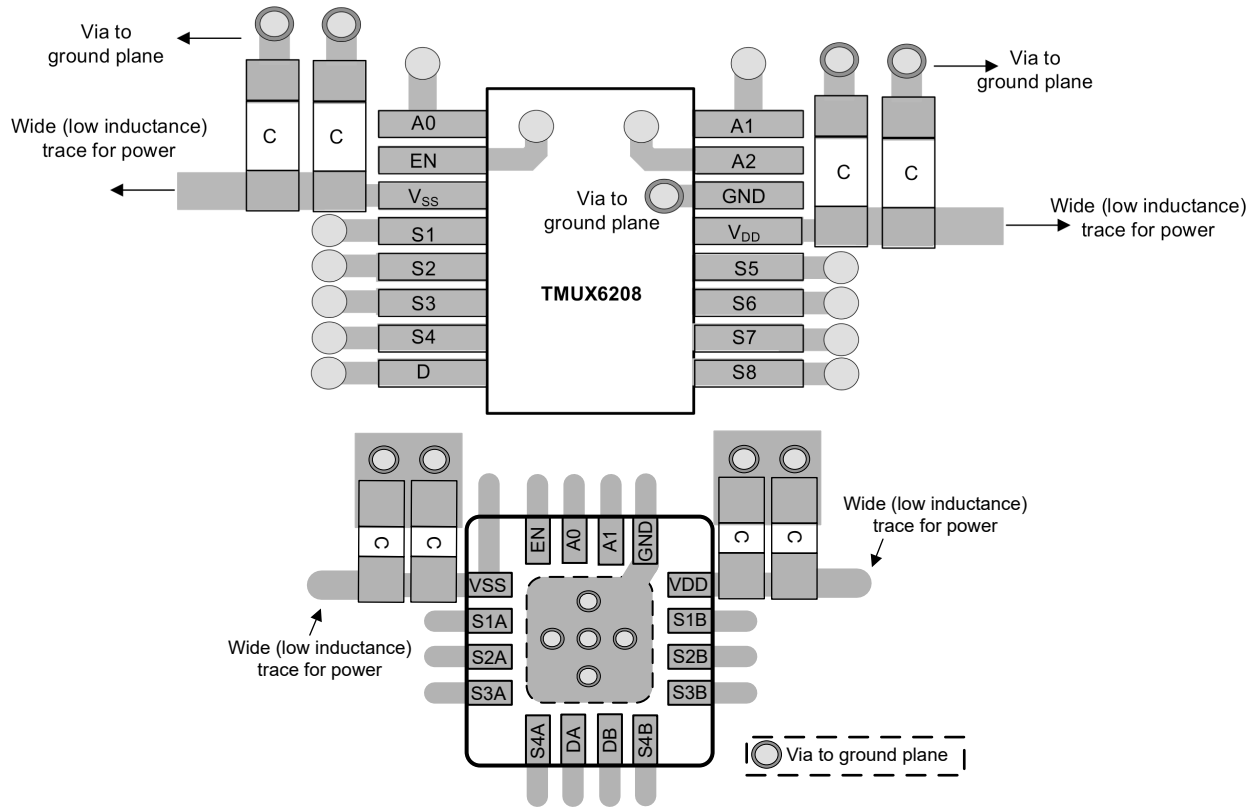 Via to
ground plane
Wide (low inductance)
trace for power
C
C
A0
EN
VSS
S1
S2
S3
S4
D
Via to
ground plane
TMUX6208
A1
A2
GND
VDD
S5
S6
S7
S8
C
C
Via to
ground plane
Wide (low inductance)
trace for power
C
C
Wide (low inductance)
trace for power
EN
A0
A1
GND
VSS
S1A
S2A
S3A
S4A
DA
DB
S4B
VDD
S1B
S2B
S3B
C
C
Wide (low inductance)
trace for power
Via to ground plane